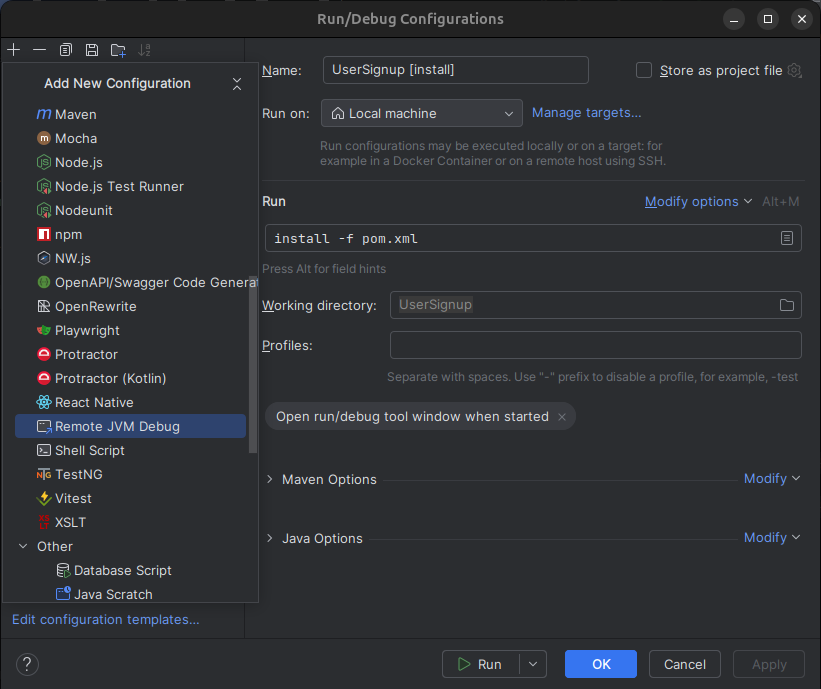 Run/Debug Configurations
Add New Configuration
Maven
Mocha
Node.js
Node.js Test Runner
Nodeunit
npm
NW.js
OpenAPI/Swagger Code Generat
OpenRewrite
Playwright
Protractor
Protractor (Kotlin)
React Native
Remote JVM Debug
Shell Script
TestNG
Vitest
XSLT
Other
Database Script
Java Scratch
Edit configuration templates...
Name: UserSignup [install] Store as project file
Run on: Local machine Manage targets...
Run configurations may be executed locally or on a target: for
example in a Docker Container or on a remote host using SSH.
Run Modify options Alt+M
install -f pom.xml
Press Alt for field hints
Working directory: UserSignup
Profiles:
Separate with spaces. Use "-" prefix to disable a profile, for example, -test
Open run/debug tool window when started
Maven Options Modify
Java Options Modify
? Run OK Cancel Apply